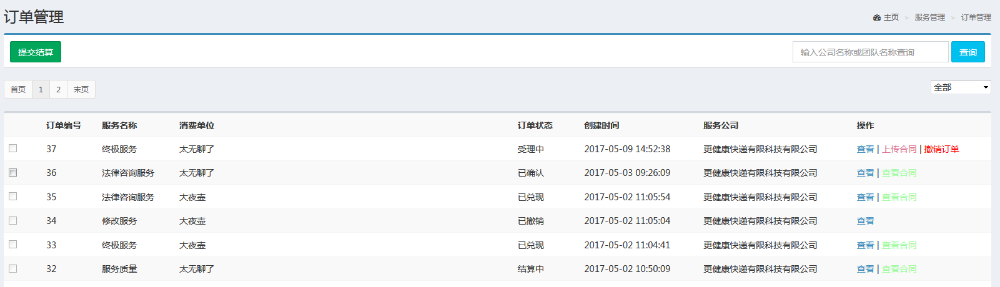 订单管理
主页 > 服务管理 > 订单管理
提交结算 输入公司名称或团队名称查询 查询
首页 1 2 末页 全部
订单编号 服务名称 消费单位 订单状态 创建时间 服务公司 操作
37 终极服务 太无聊了 受理中 2017-05-09 14:52:38 更健康快递有限科技有限公司 查看 | 上传合同 | 撤销订单
36 法律咨询服务 太无聊了 已确认 2017-05-03 09:26:09 更健康快递有限科技有限公司 查看 | 查看合同
35 法律咨询服务 大夜壶 已兑现 2017-05-02 11:05:54 更健康快递有限科技有限公司 查看 | 查看合同
34 修改服务 大夜壶 已撤销 2017-05-02 11:05:04 更健康快递有限科技有限公司 查看
33 终极服务 大夜壶 已兑现 2017-05-02 11:04:41 更健康快递有限科技有限公司 查看 | 查看合同
32 服务质量 太无聊了 结算中 2017-05-02 10:50:09 更健康快递有限科技有限公司 查看 | 查看合同